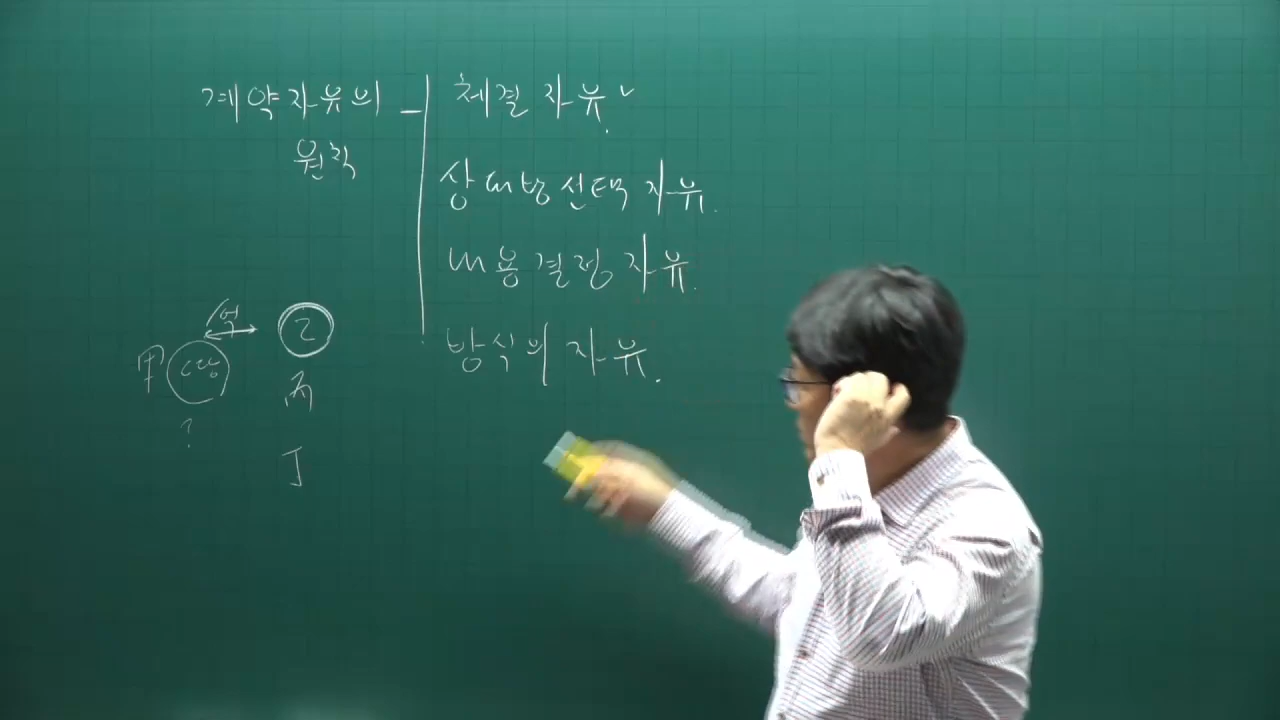 계약자유의
원칙
체결 자유 ✓
상대방선택 자유.
내용결정 자유.
방식의 자유.
甲
乙
丙
丁
?